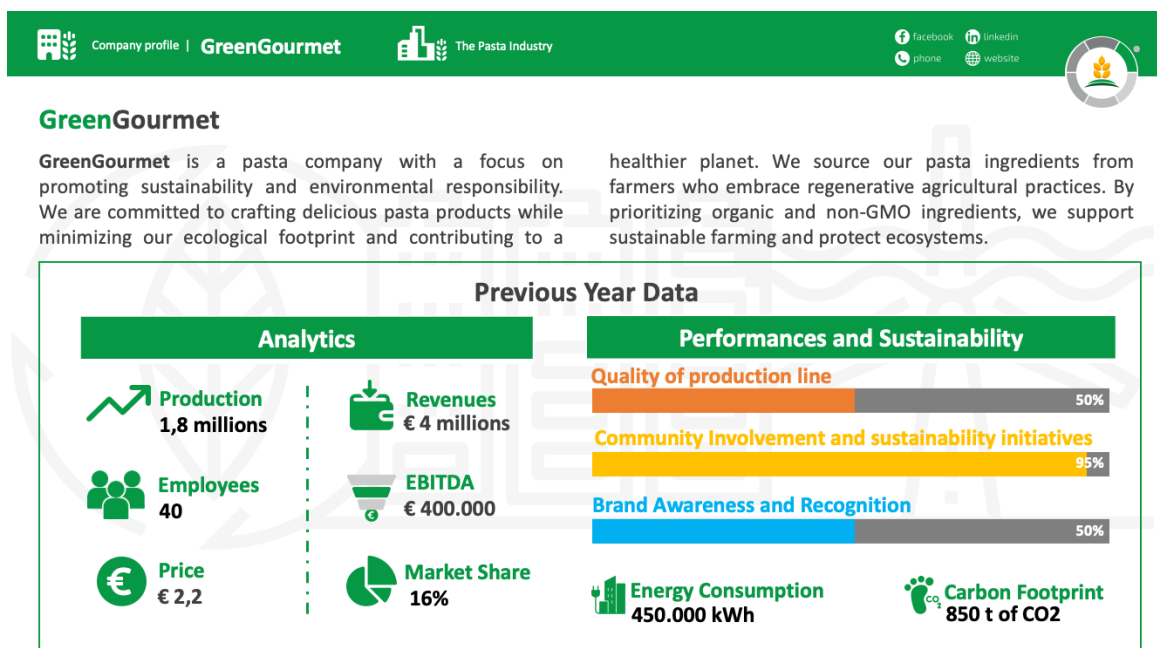 Company profile | GreenGourmet
The Pasta Industry
facebook
linkedin
phone
website
GreenGourmet
GreenGourmet is a pasta company with a focus on
promoting sustainability and environmental responsibility.
We are committed to crafting delicious pasta products while
minimizing our ecological footprint and contributing to a
healthier planet. We source our pasta ingredients from
farmers who embrace regenerative agricultural practices. By
prioritizing organic and non-GMO ingredients, we support
sustainable farming and protect ecosystems.
Previous Year Data
Analytics
Production
1,8 millions
Revenues
€ 4 millions
Employees
40
EBITDA
€ 400.000
Price
€ 2,2
Market Share
16%
Performances and Sustainability
Quality of production line
50%
Community Involvement and sustainability initiatives
95%
Brand Awareness and Recognition
50%
Energy Consumption
450.000 kWh
CO2
Carbon Footprint
850 t of CO2